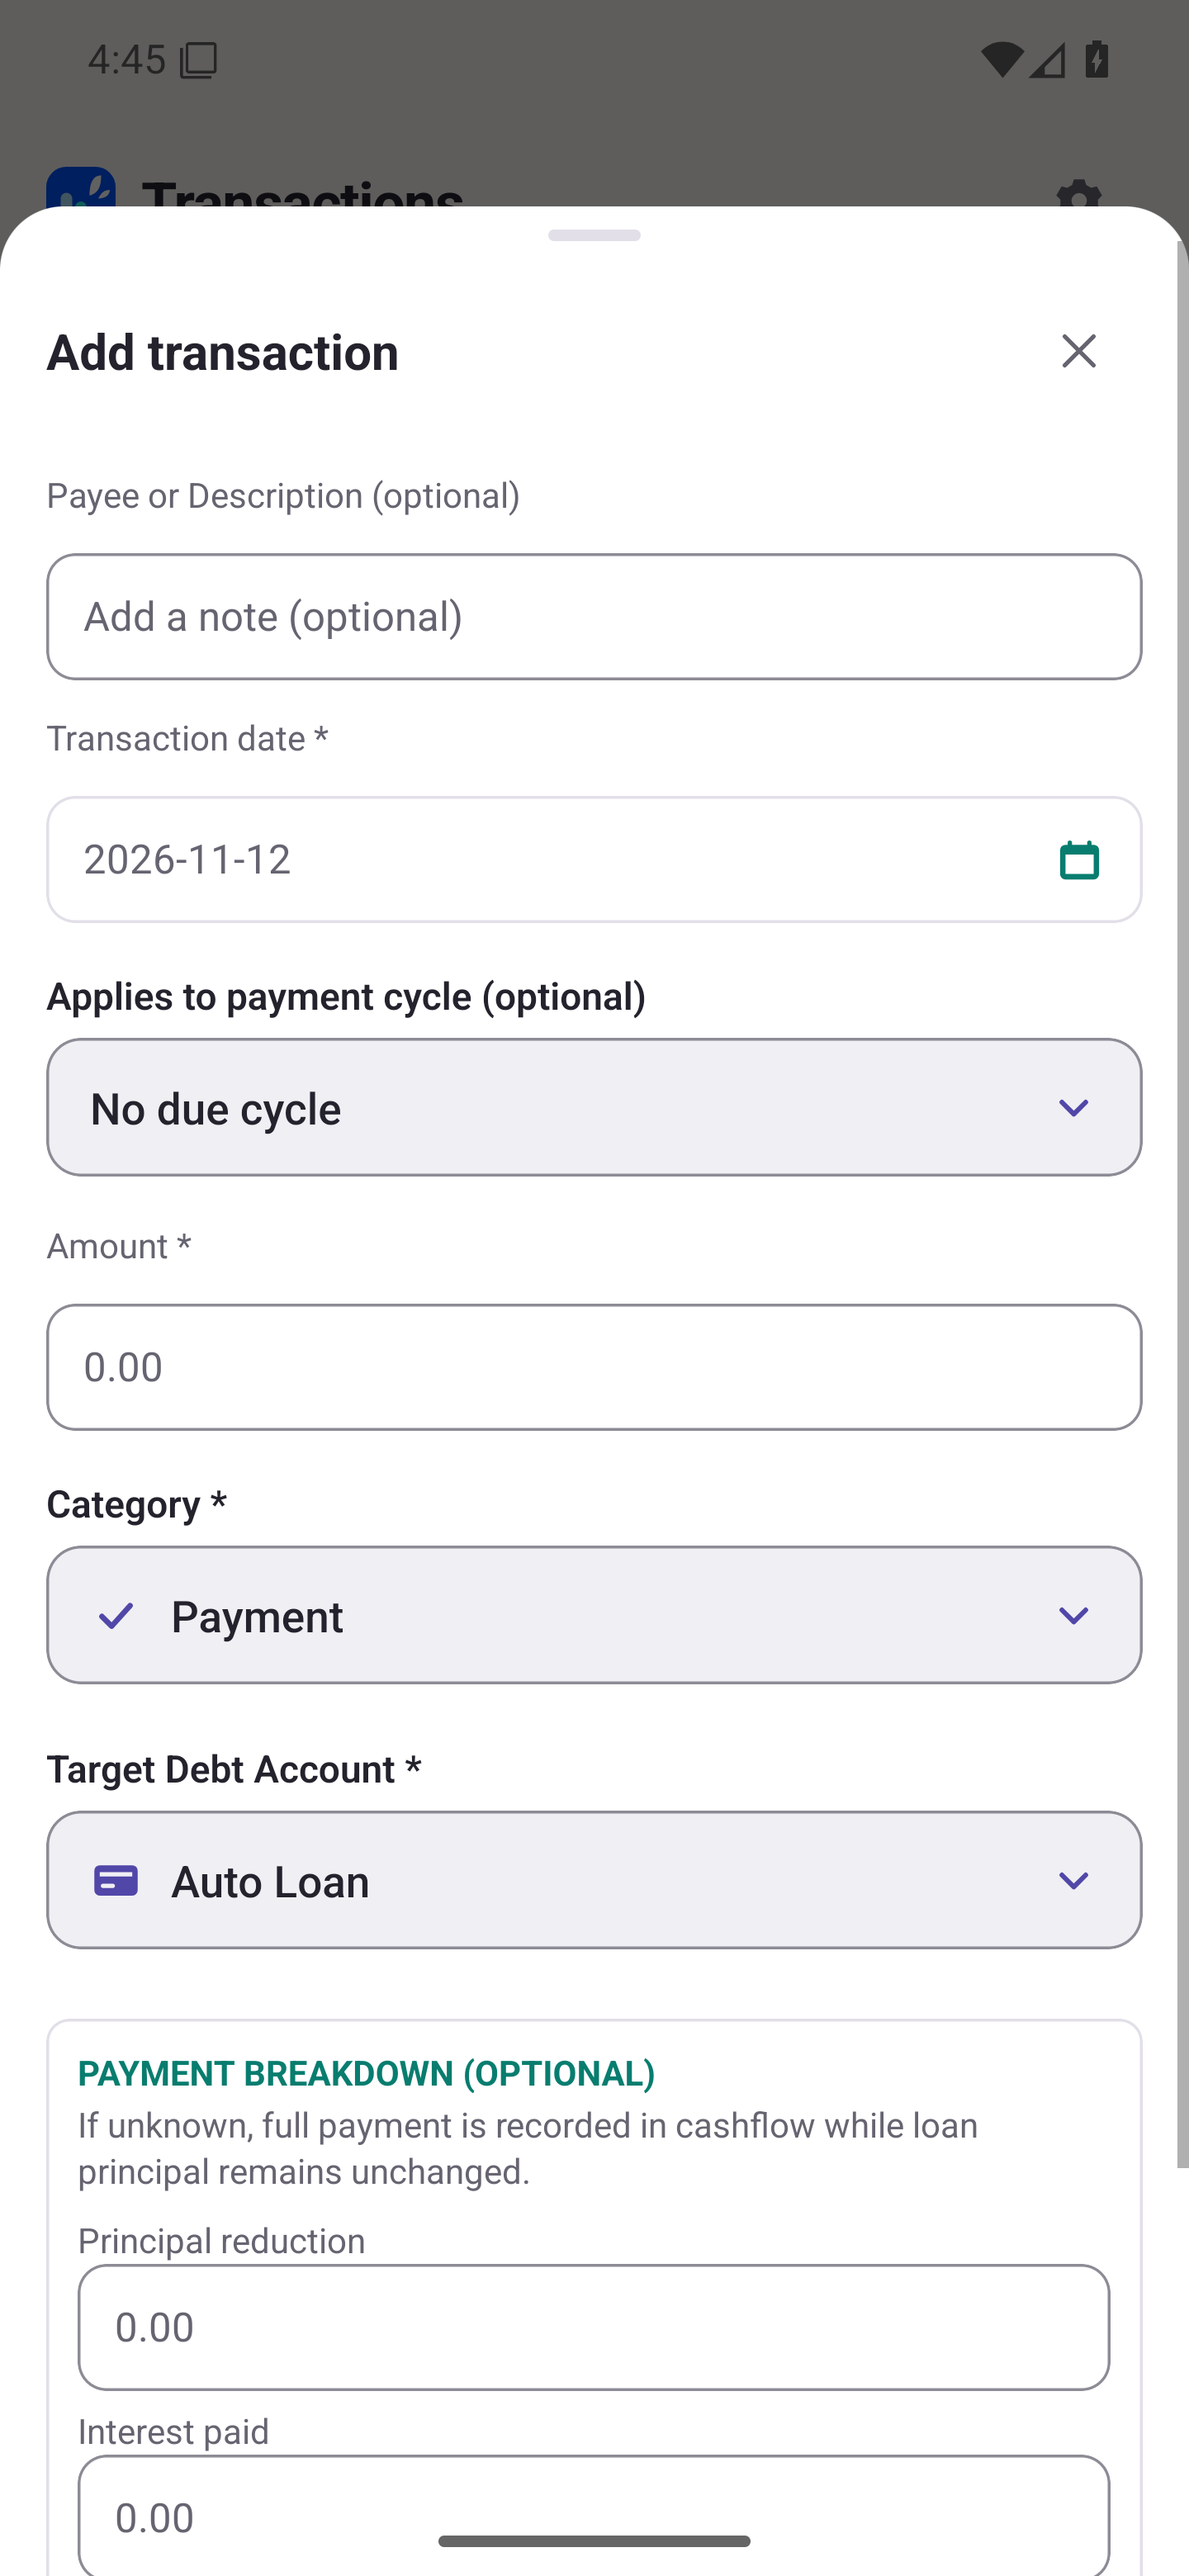 4:45
Transactions
Add transaction
Payee or Description (optional)
Add a note (optional)
Transaction date *
2026-11-12
Applies to payment cycle (optional)
No due cycle
Amount *
0.00
Category *
Payment
Target Debt Account *
Auto Loan
PAYMENT BREAKDOWN (OPTIONAL)
If unknown, full payment is recorded in cashflow while loan
principal remains unchanged.
Principal reduction
0.00
Interest paid
0.00